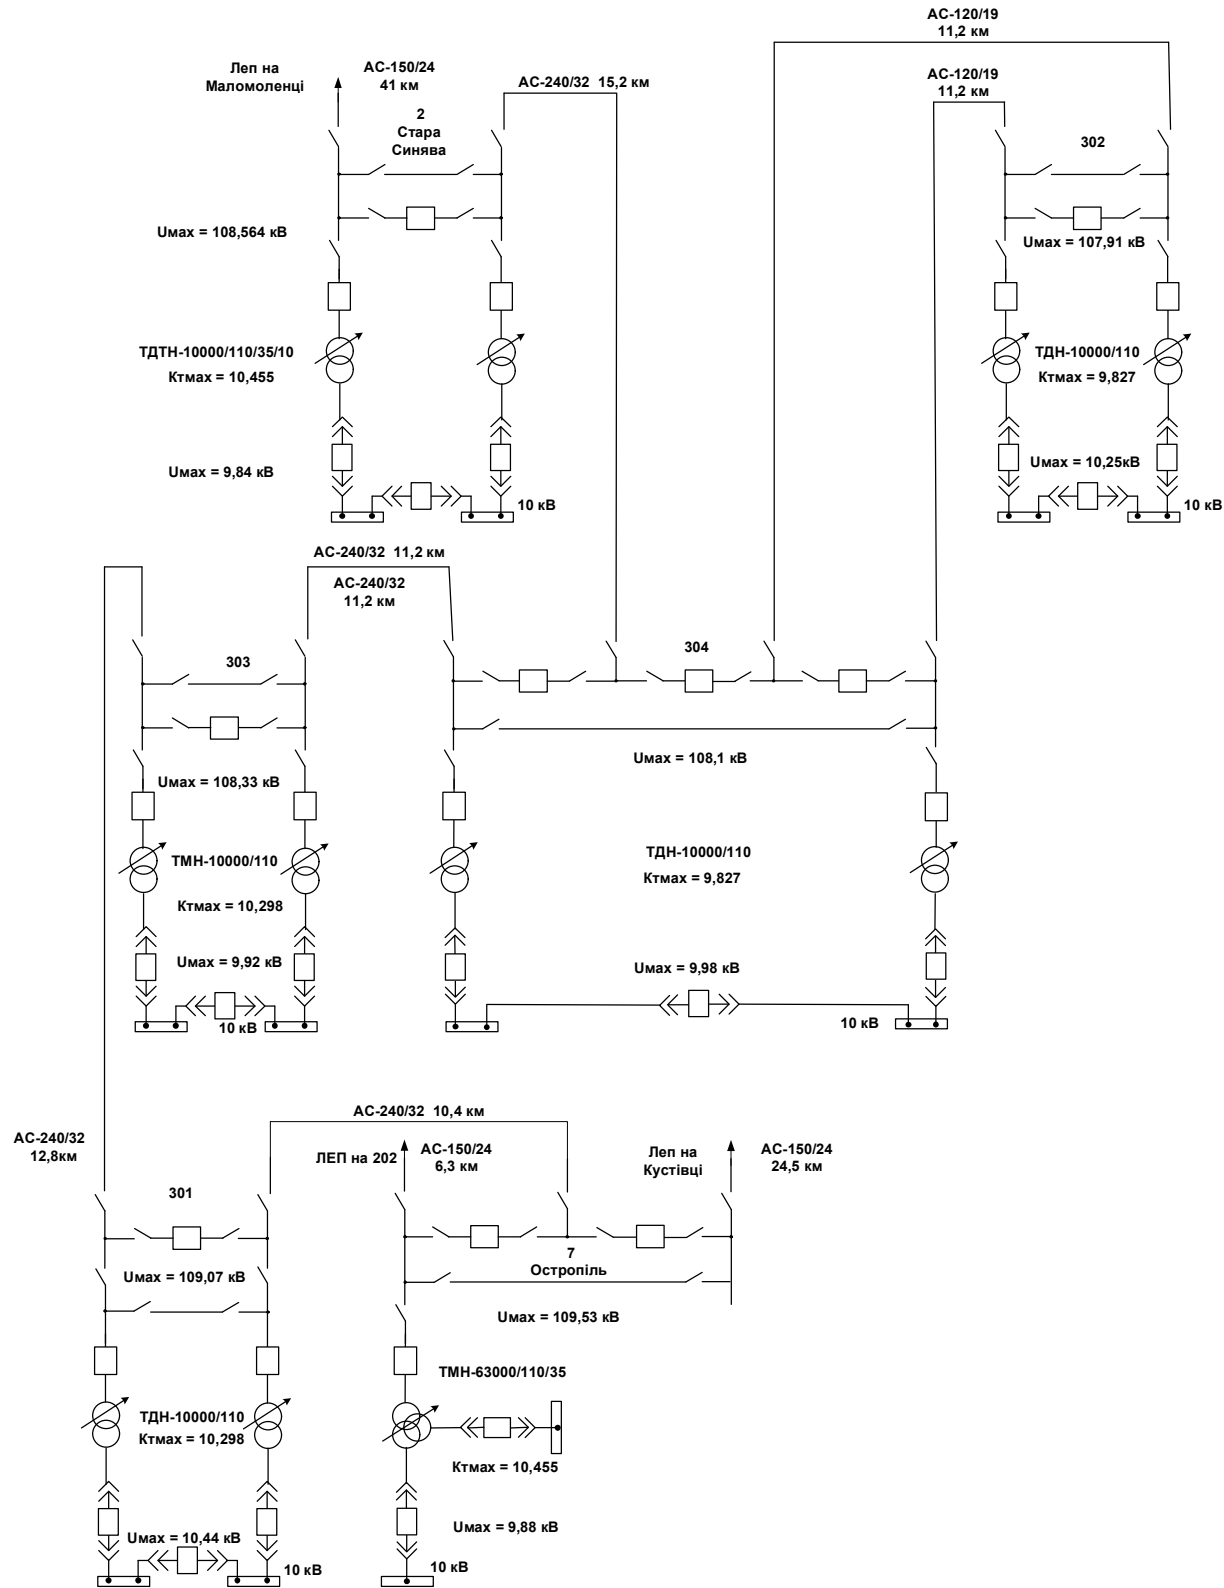 АС-120/19
11,2 км
Леп на
Маломоленці
АС-150/24
41 км
АС-240/32 15,2 км
АС-120/19
11,2 км
2
Стара
Синява
302
Uмах = 108,564 кВ
Uмах = 107,91 кВ
ТДТН-10000/110/35/10
Ктмах = 10,455
ТДН-10000/110
Ктмах = 9,827
Uмах = 9,84 кВ
Uмах = 10,25кВ
10 кВ
10 кВ
АС-240/32 11,2 км
АС-240/32
11,2 км
303
304
Uмах = 108,33 кВ
Uмах = 108,1 кВ
ТМН-10000/110
Ктмах = 10,298
ТДН-10000/110
Ктмах = 9,827
Uмах = 9,92 кВ
Uмах = 9,98 кВ
10 кВ
10 кВ
АС-240/32 10,4 км
АС-240/32
12,8км
ЛЕП на 202
АС-150/24
6,3 км
Леп на
Кустівці
АС-150/24
24,5 км
301
7
Остропіль
Uмах = 109,07 кВ
Uмах = 109,53 кВ
ТМН-63000/110/35
ТДН-10000/110
Ктмах = 10,298
Ктмах = 10,455
Uмах = 10,44 кВ
Uмах = 9,88 кВ
10 кВ
10 кВ